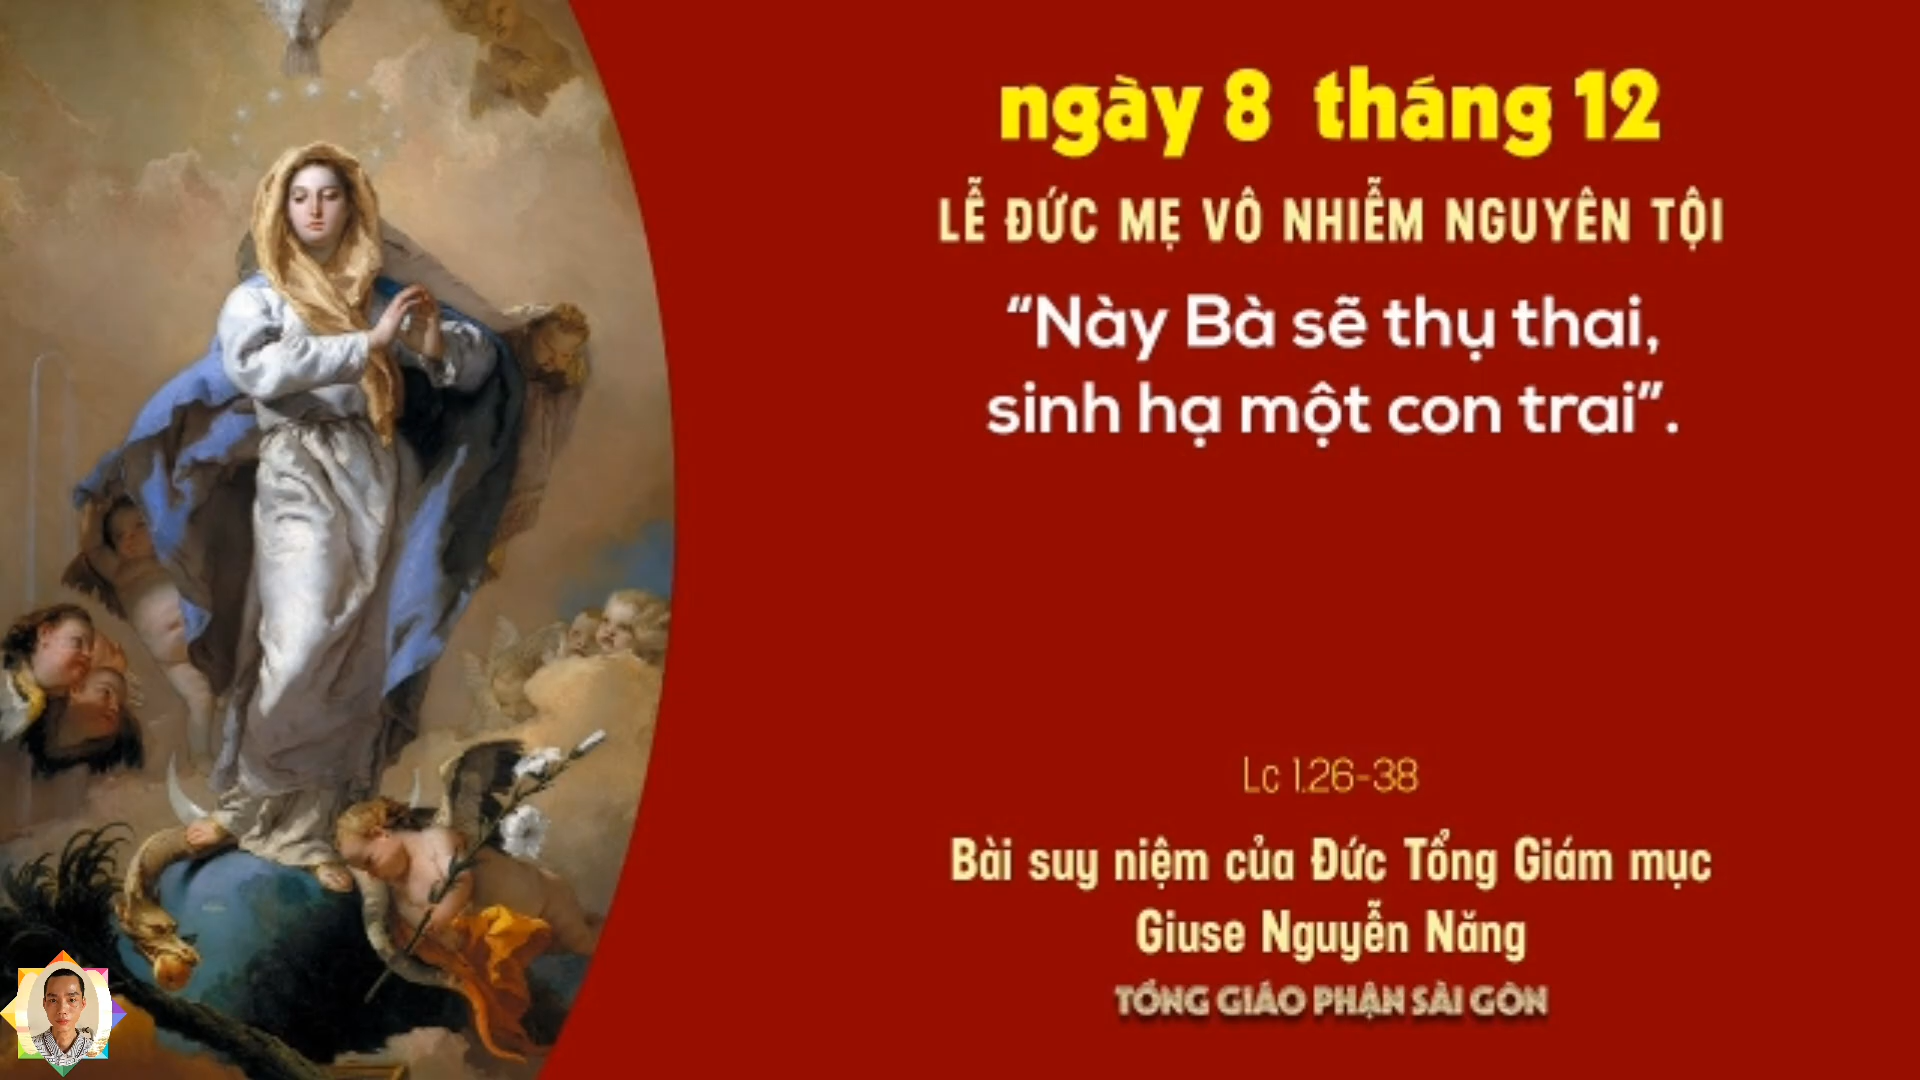 ngày 8 tháng 12
LỄ ĐỨC MẸ VÔ NHIỄM NGUYÊN TỘI
“Này Bà sẽ thụ thai,
sinh hạ một con trai”.
Lc 1.26-38
Bài suy niệm của Đức Tổng Giám mục
Giuse Nguyễn Năng
TỔNG GIÁO PHẬN SÀI GÒN